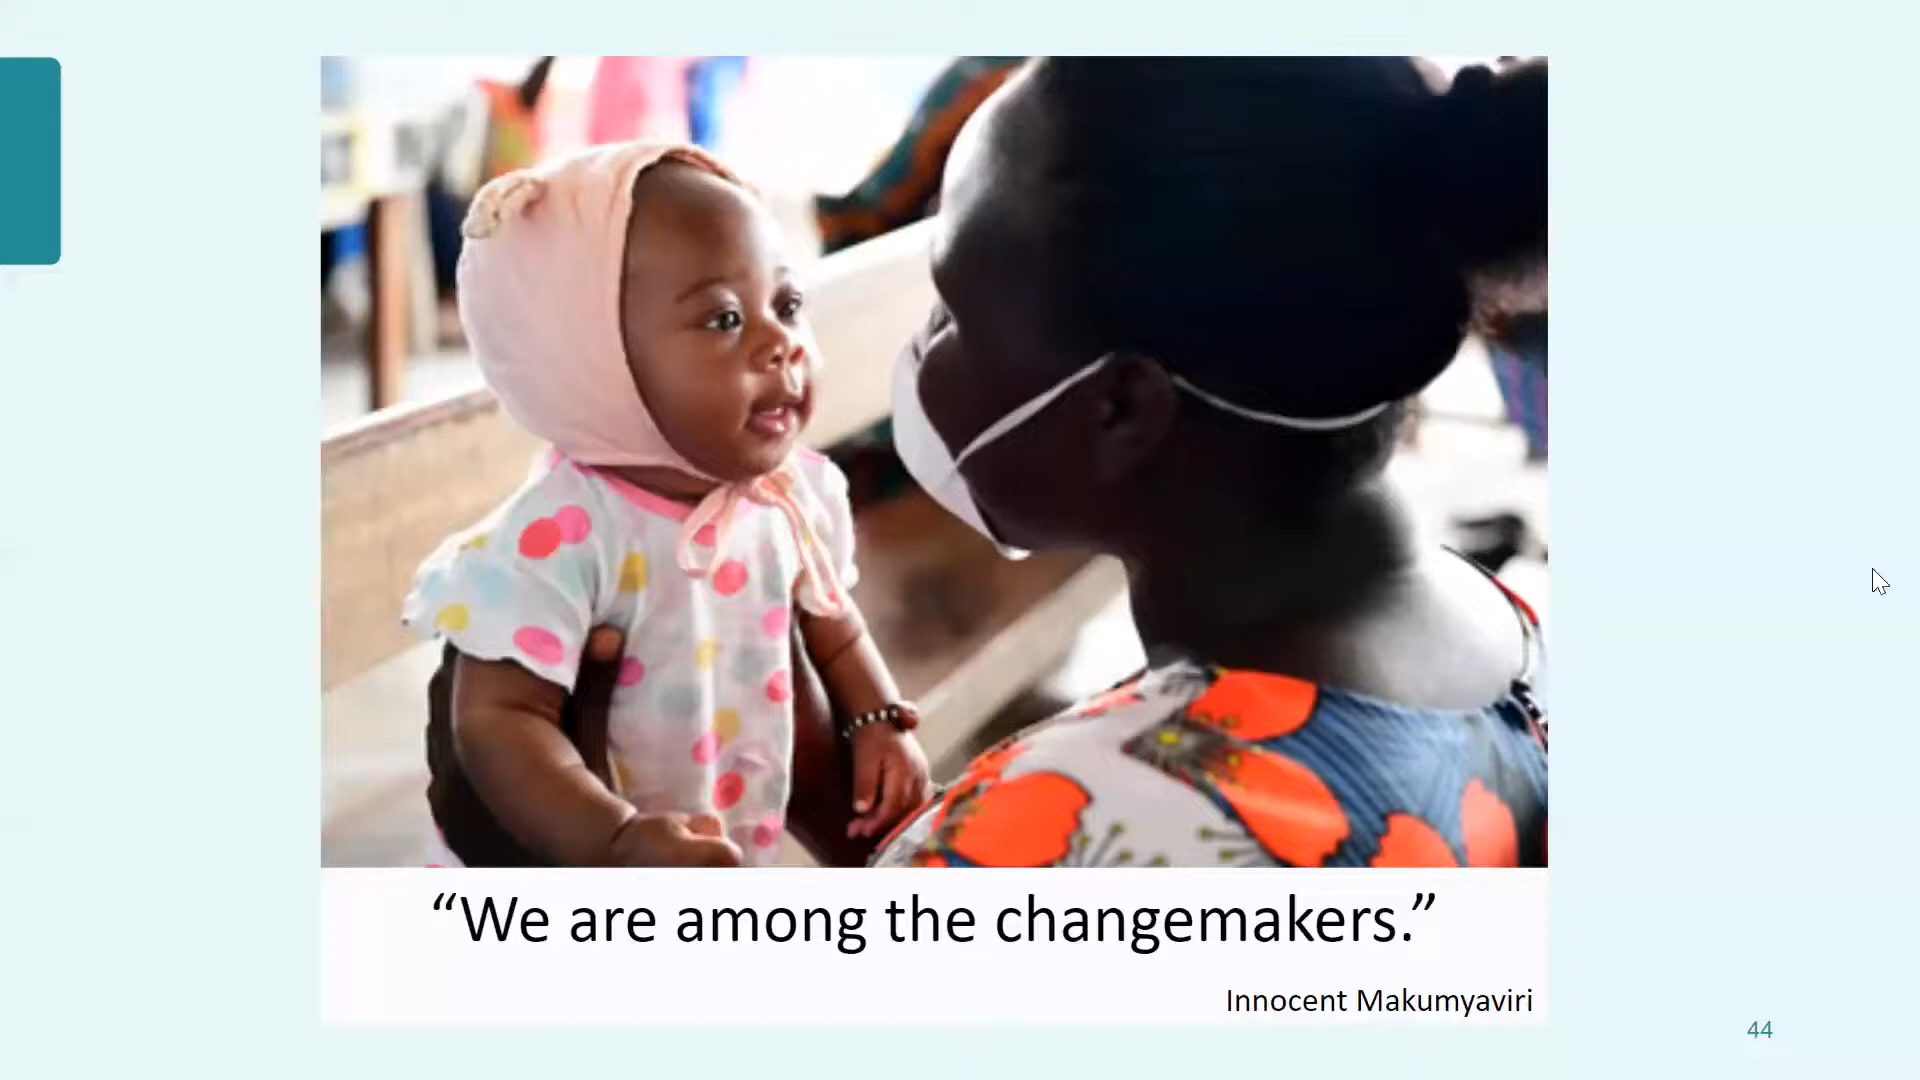 “We are among the changemakers.”
Innocent Makumyaviri
44